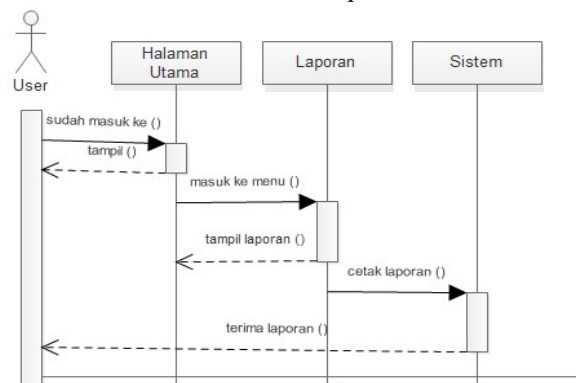 Halaman
Utama
Laporan
Sistem
User
sudah masuk ke ()
tampil ()
masuk ke menu ()
tampil laporan ()
cetak laporan ()
terima laporan ()